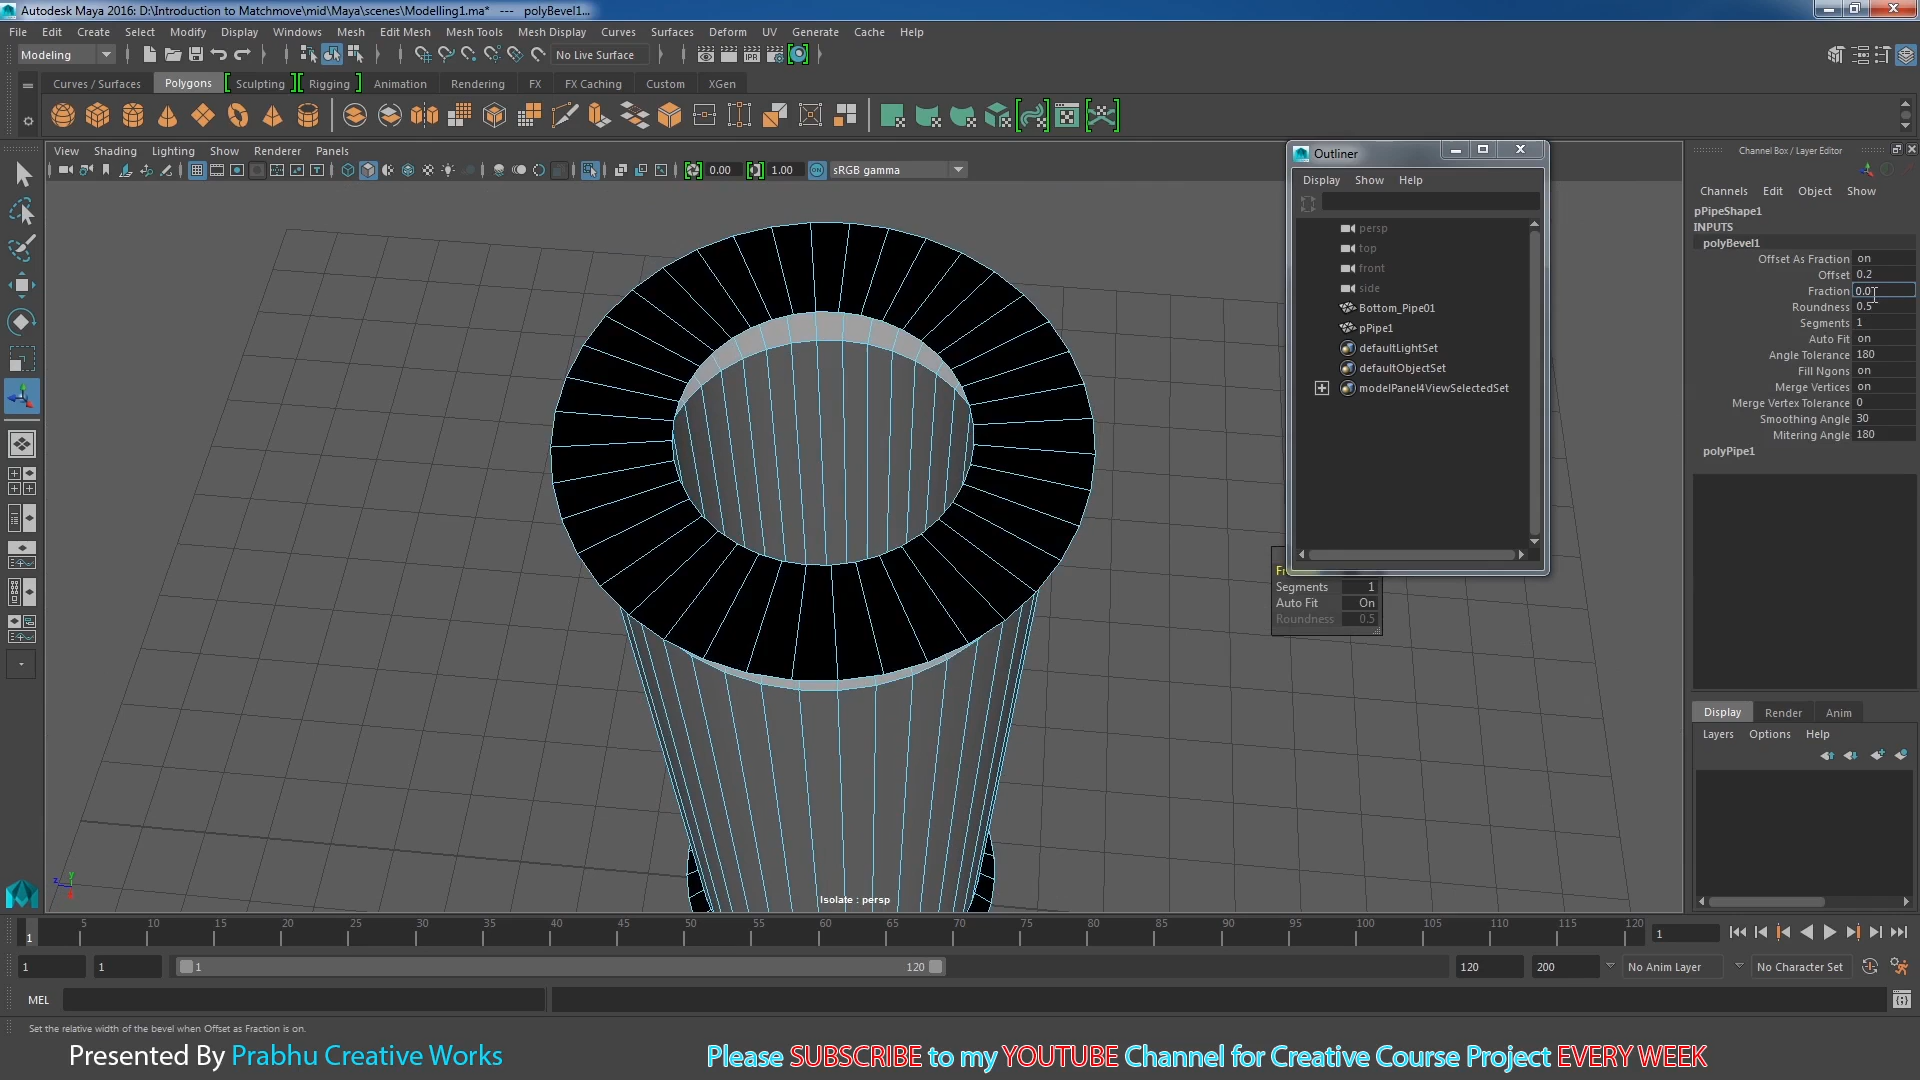 Autodesk Maya 2016: D:\Introduction to Matchmove\mid\Maya\scenes\Modelling1.ma* --- polyBevel1...
File Edit Create Select Modify Display Windows Mesh Edit Mesh Mesh Tools Mesh Display Curves Surfaces Deform UV Generate Cache Help
Modeling No Live Surface
Curves / Surfaces Polygons Sculpting Rigging Animation Rendering FX FX Caching Custom XGen
View Shading Lighting Show Renderer Panels
0.00 1.00 sRGB gamma
Outliner
Display Show Help
persp
top
front
side
Bottom_Pipe01
pPipe1
defaultLightSet
defaultObjectSet
modelPanel4ViewSelectedSet
Segments 1
Auto Fit On
Roundness 0.5
Isolate : persp
Channel Box / Layer Editor
Channels Edit Object Show
pPipeShape1
INPUTS
polyBevel1
Offset As Fraction on
Offset 0.2
Fraction 0.0
Roundness 0.5
Segments 1
Auto Fit on
Angle Tolerance 180
Fill Ngons on
Merge Vertices on
Merge Vertex Tolerance 0
Smoothing Angle 30
Mitering Angle 180
polyPipe1
Display Render Anim
Layers Options Help
1 5 10 15 20 25 30 35 40 45 50 55 60 65 70 75 80 85 90 95 100 105 110 115 120 1
1 1 1 120 120 200 No Anim Layer No Character Set
MEL
Set the relative width of the bevel when Offset as Fraction is on.
Presented By Prabhu Creative Works
Please SUBSCRIBE to my YOUTUBE Channel for Creative Course Project EVERY WEEK